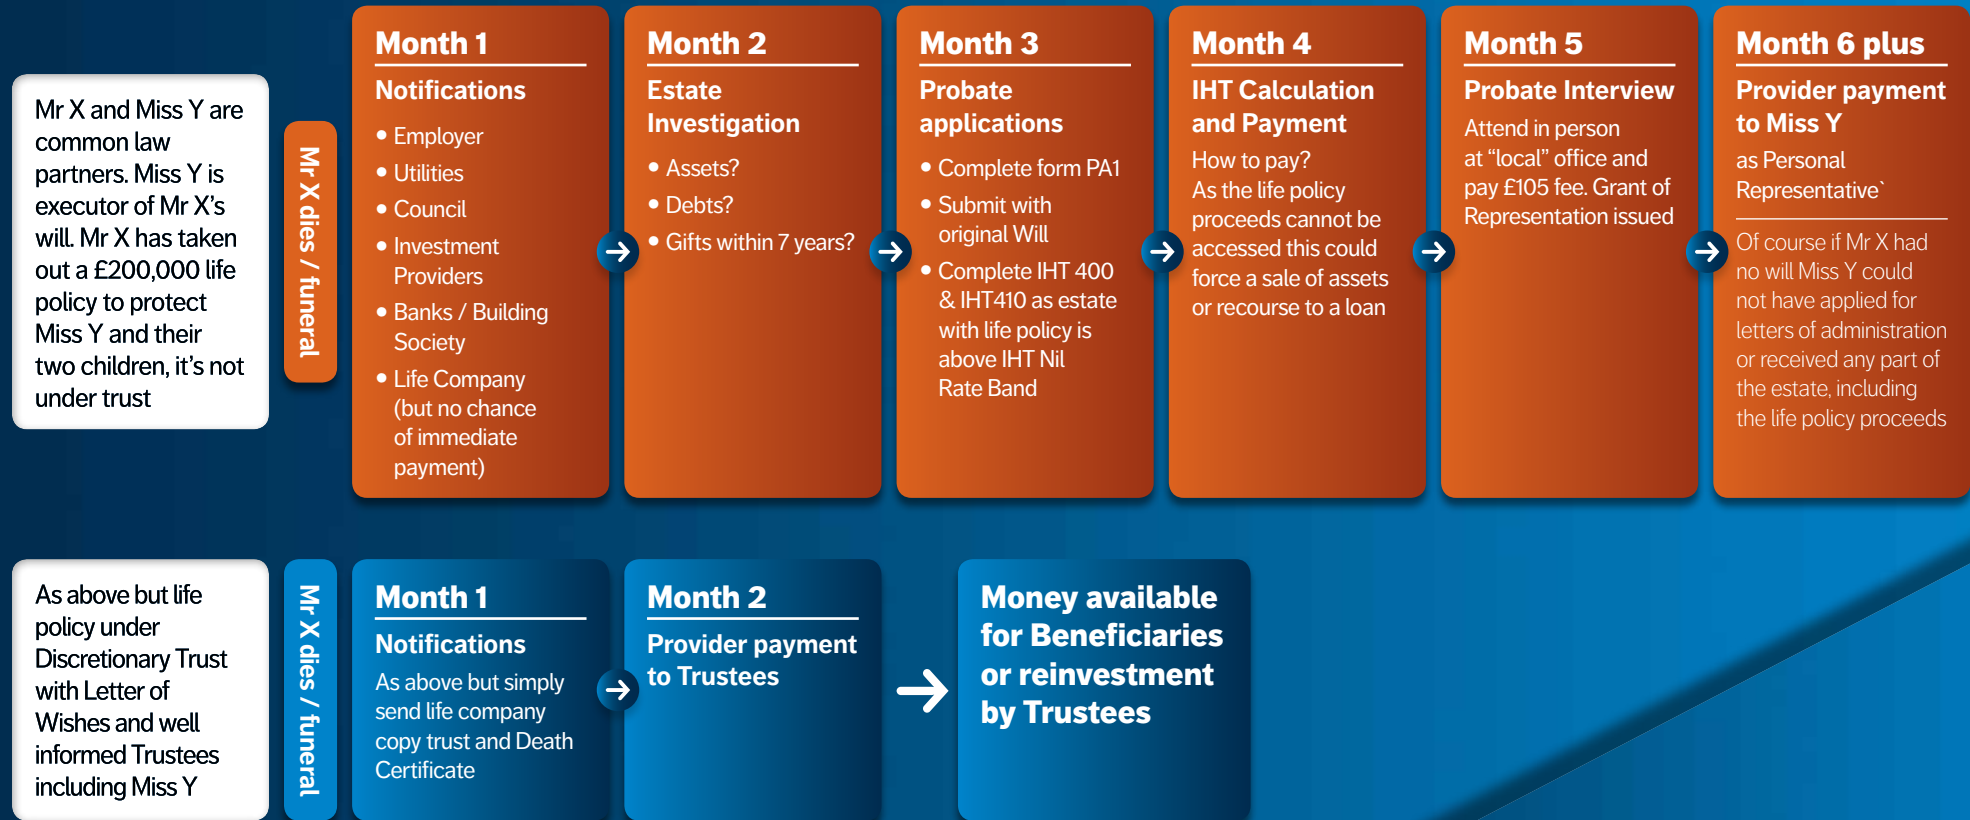 Mr X and Miss Y are
common law
partners. Miss Y is
executor of Mr X's
will. Mr X has taken
out a £200,000 life
policy to protect
Miss Y and their
two children, it's not
under trust
Mr X dies / funeral
Month 1
Notifications
• Employer
• Utilities
• Council
• Investment
Providers
• Banks / Building
Society
• Life Company
(but no chance
of immediate
payment)
Month 2
Estate
Investigation
• Assets?
• Debts?
• Gifts within 7 years?
Month 3
Probate
applications
• Complete form PA1
• Submit with
original Will
• Complete IHT 400
& IHT410 as estate
with life policy is
above IHT Nil
Rate Band
Month 4
IHT Calculation
and Payment
How to pay?
As the life policy
proceeds cannot be
accessed this could
force a sale of assets
or recourse to a loan
Month 5
Probate Interview
Attend in person
at “local” office and
pay £105 fee. Grant of
Representation issued
Month 6 plus
Provider payment
to Miss Y
as Personal
Representative`
Of course if Mr X had
no will Miss Y could
not have applied for
letters of administration
or received any part of
the estate, including
the life policy proceeds
As above but life
policy under
Discretionary Trust
with Letter of
Wishes and well
informed Trustees
including Miss Y
Mr X dies / funeral
Month 1
Notifications
As above but simply
send life company
copy trust and Death
Certificate
Month 2
Provider payment
to Trustees
Money available
for Beneficiaries
or reinvestment
by Trustees